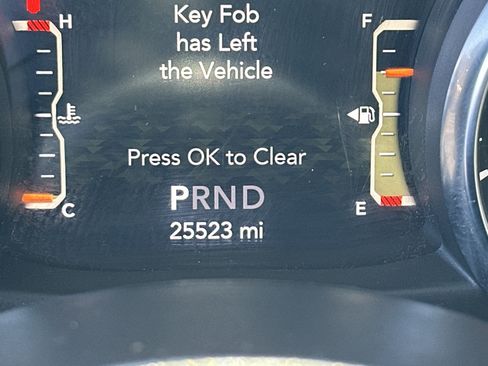 H
Key Fob
F
has Left
the Vehicle
Press OK to Clear
C
PRND
E
25523 mi